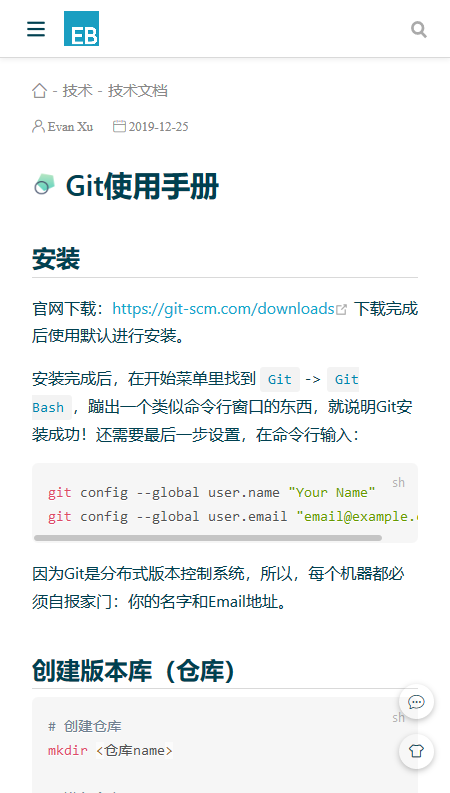 EB
- 技术 - 技术文档
Evan Xu 2019-12-25
Git使用手册
安装
官网下载：https://git-scm.com/downloads 下载完成
后使用默认进行安装。
安装完成后，在开始菜单里找到 Git -> Git
Bash ，蹦出一个类似命令行窗口的东西，就说明Git安
装成功！还需要最后一步设置，在命令行输入：
sh
git config --global user.name "Your Name"
git config --global user.email "email@example.
因为Git是分布式版本控制系统，所以，每个机器都必
须自报家门：你的名字和Email地址。
创建版本库（仓库）
sh
# 创建仓库
mkdir <仓库name>